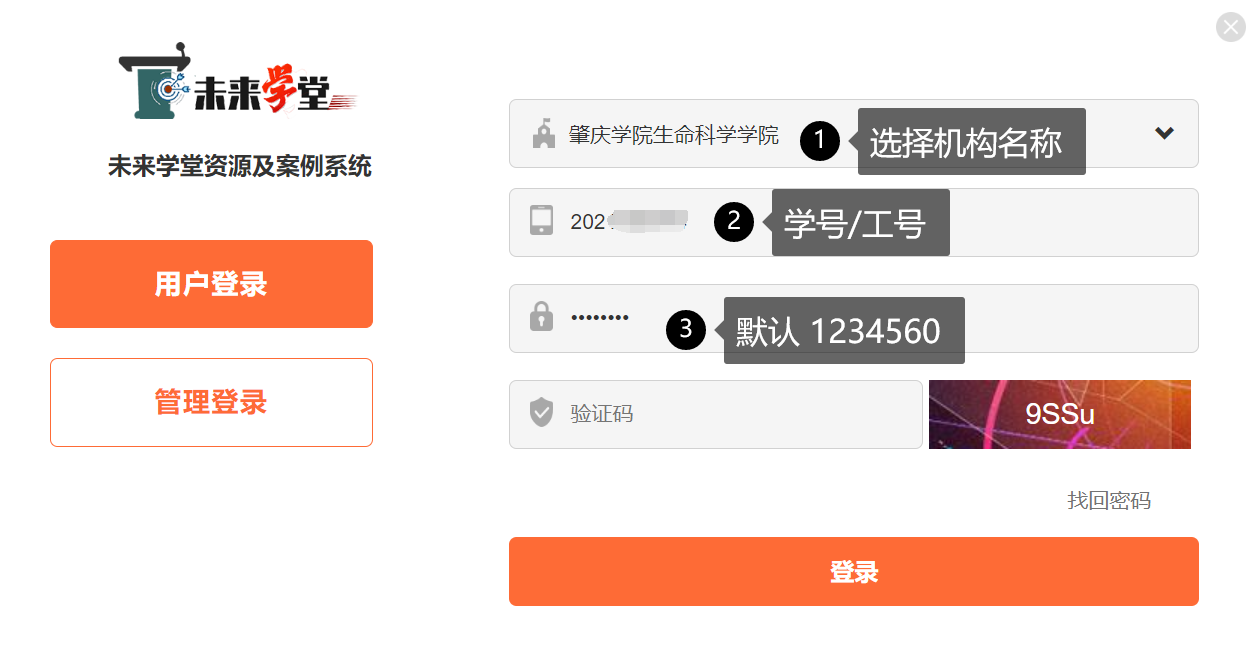 未来学堂
未来学堂资源及案例系统
用户登录
管理登录
肇庆学院生命科学学院
1 选择机构名称
202
2 学号/工号
••••••••
3 默认 1234560
验证码
9SSu
找回密码
登录